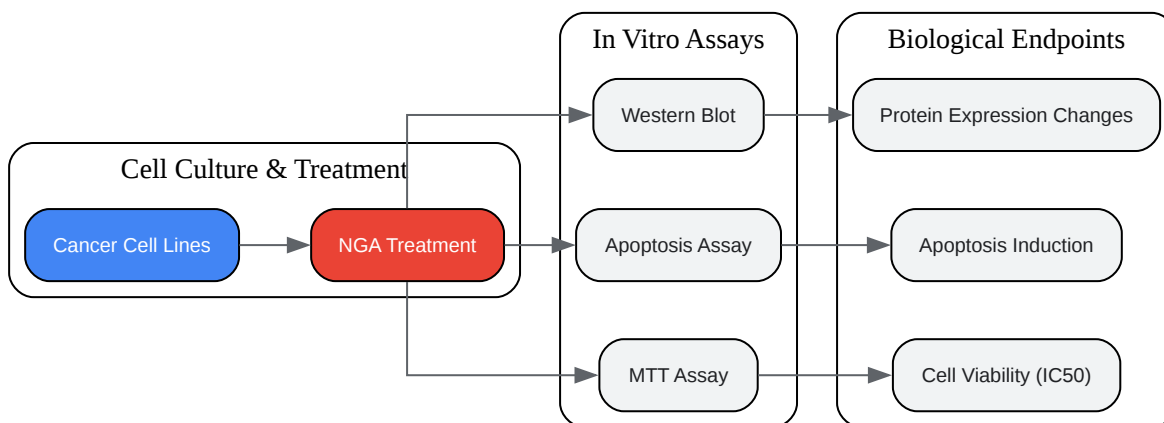 In Vitro Assays
Biological Endpoints
Western Blot
Protein Expression Changes
Cell Culture & Treatment
Cancer Cell Lines
NGA Treatment
Apoptosis Assay
Apoptosis Induction
MTT Assay
Cell Viability (IC50)